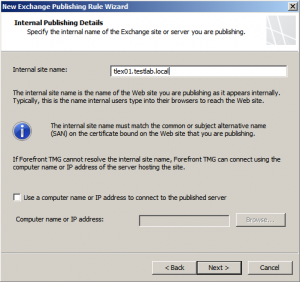 New Exchange Publishing Rule Wizard
Internal Publishing Details
Specify the internal name of the Exchange site or server you are publishing.
Internal site name:
tlex01.testlab.local
The internal site name is the name of the Web site you are publishing as it appears internally.
Typically, this is the name internal users type into their browsers to reach the Web site.
The internal site name must match the common or subject alternative
name (SAN) on the certificate bound on the Web site that you are publishing.
If Forefront TMG cannot resolve the internal site name, Forefront TMG can connect using the
computer name or IP address of the server hosting the site.
Use a computer name or IP address to connect to the published server
Computer name or IP address:
Browse...
< Back
Next >
Cancel